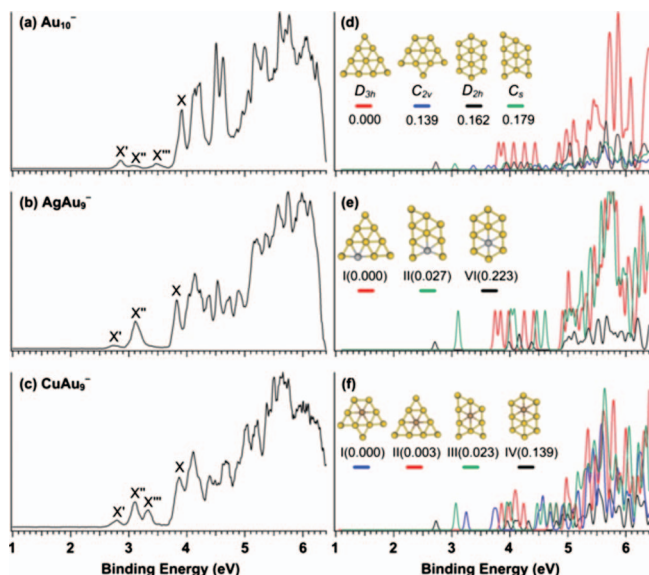 (a) Au10⁻
X' X'' X''' X
(d)
D3h C2v D2h Cs
0.000 0.139 0.162 0.179
(b) AgAu9⁻
X' X'' X
(e)
I(0.000) II(0.027) VI(0.223)
(c) CuAu9⁻
X' X'' X''' X
(f)
I(0.000) II(0.003) III(0.023) IV(0.139)
1 2 3 4 5 6 1 2 3 4 5 6
Binding Energy (eV) Binding Energy (eV)